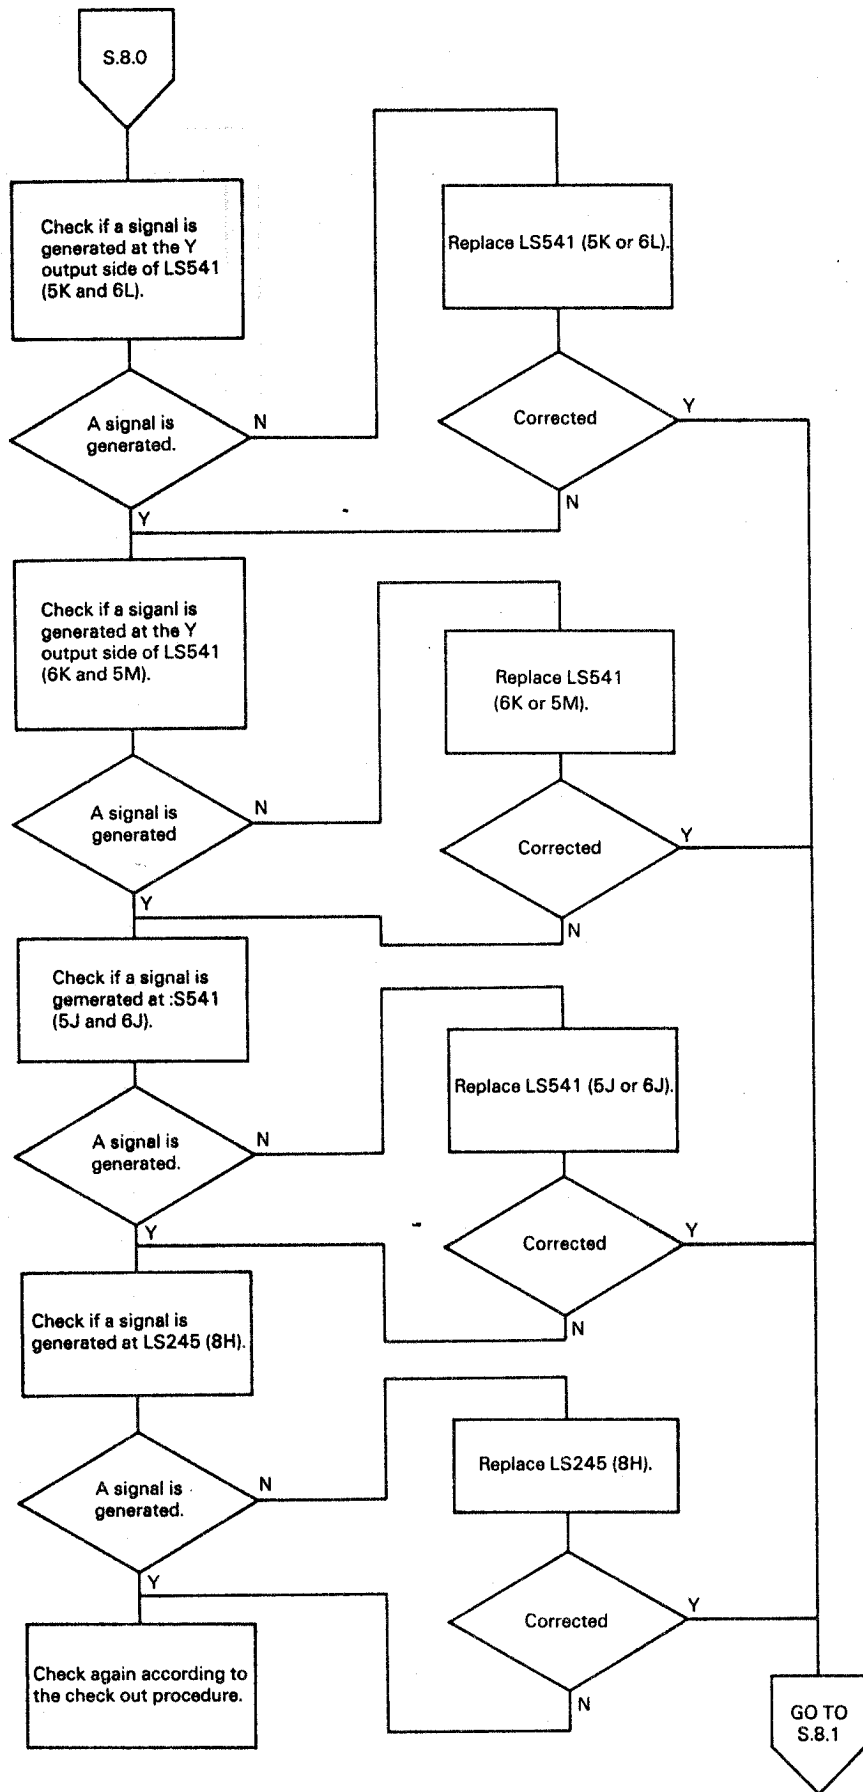 S.8.0
Check if a signal is
generated at the Y
output side of LS541
(5K and 6L).
Replace LS541 (5K or 6L).
A signal is
generated.
N
Y
Corrected
Y
N
Check if a siganl is
generated at the Y
output side of LS541
(6K and 5M).
Replace LS541
(6K or 5M).
A signal is
generated
N
Y
Corrected
Y
N
Check if a signal is
gemerated at :S541
(5J and 6J).
Replace LS541 (5J or 6J).
A signal is
generated.
N
Y
Corrected
Y
N
Check if a signal is
generated at LS245 (8H).
Replace LS245 (8H).
A signal is
generated.
N
Y
Corrected
Y
N
Check again according to
the check out procedure.
GO TO
S.8.1